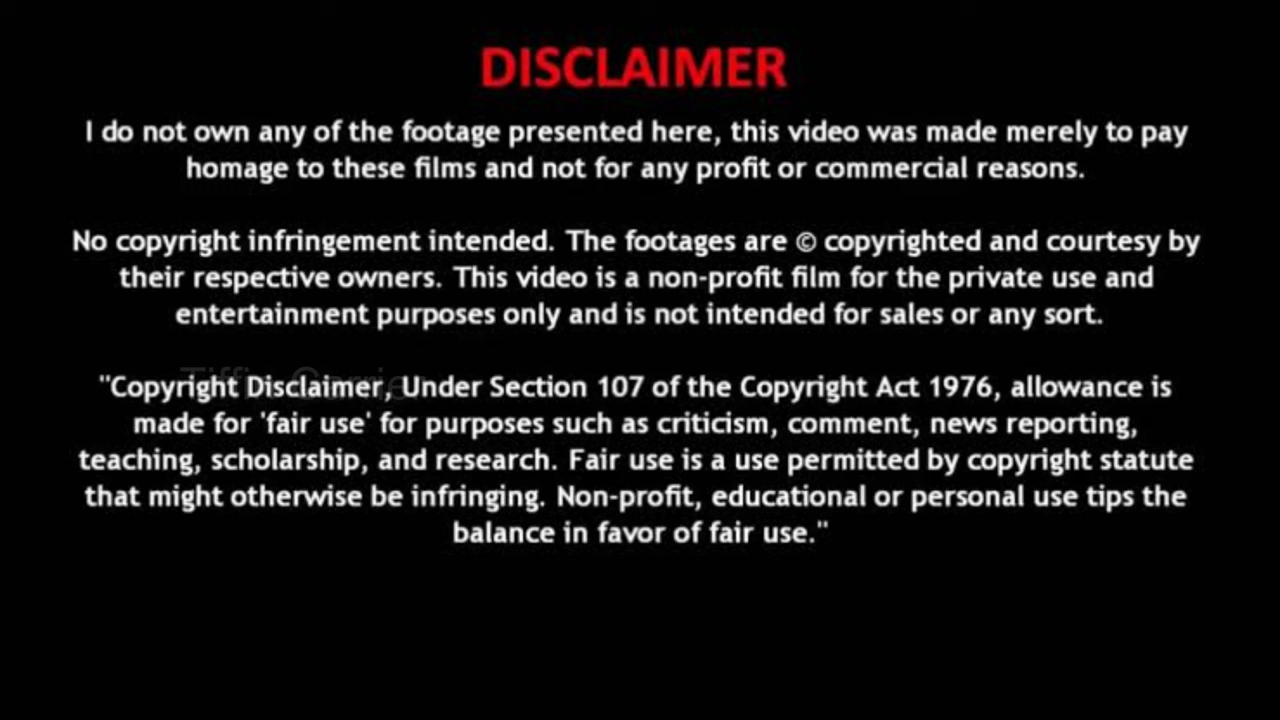 DISCLAIMER
I do not own any of the footage presented here, this video was made merely to pay
homage to these films and not for any profit or commercial reasons.
No copyright infringement intended. The footages are © copyrighted and courtesy by
their respective owners. This video is a non-profit film for the private use and
entertainment purposes only and is not intended for sales or any sort.
"Copyright Disclaimer, Under Section 107 of the Copyright Act 1976, allowance is
made for 'fair use' for purposes such as criticism, comment, news reporting,
teaching, scholarship, and research. Fair use is a use permitted by copyright statute
that might otherwise be infringing. Non-profit, educational or personal use tips the
balance in favor of fair use."